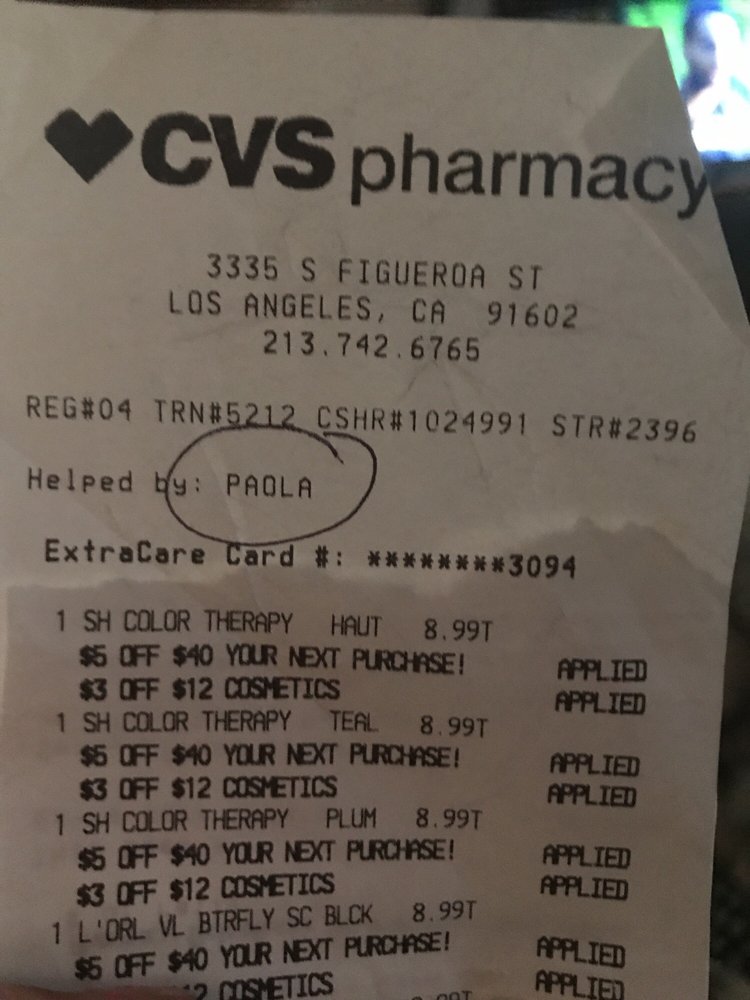 CVS pharmacy
3335 S FIGUEROA ST
LOS ANGELES, CA 91602
213.742.6765
REG#04 TRN#5212 CSHR#1024991 STR#2396
Helped by: PAOLA
ExtraCare Card #: ********3094
1 SH COLOR THERAPY HAUT 8.99T
$5 OFF $40 YOUR NEXT PURCHASE! APPLIED
$3 OFF $12 COSMETICS APPLIED
1 SH COLOR THERAPY TEAL 8.99T
$5 OFF $40 YOUR NEXT PURCHASE! APPLIED
$3 OFF $12 COSMETICS APPLIED
1 SH COLOR THERAPY PLUM 8.99T
$5 OFF $40 YOUR NEXT PURCHASE! APPLIED
$3 OFF $12 COSMETICS APPLIED
1 L'ORL VL BTRFLY SC BLCK 8.99T
$5 OFF $40 YOUR NEXT PURCHASE! APPLIED
12 COSMETICS APPLIED